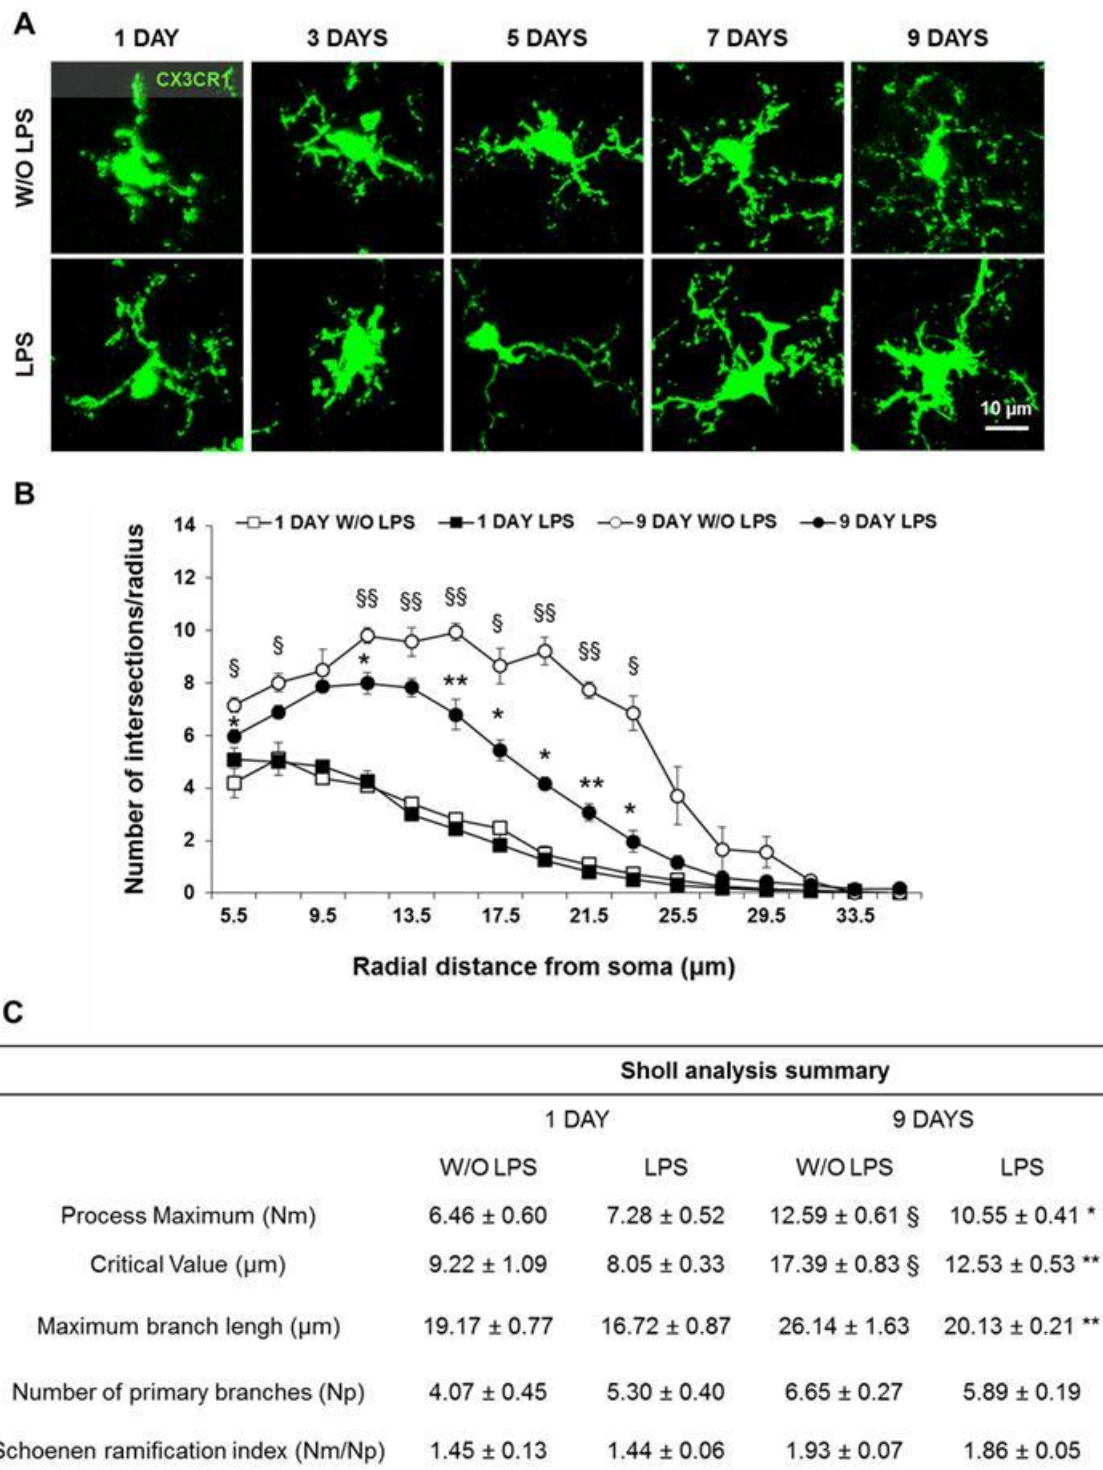 A
1 DAY 3 DAYS 5 DAYS 7 DAYS 9 DAYS
W/O LPS
CX3CR1
LPS
10 µm
B
1 DAY W/O LPS 1 DAY LPS 9 DAY W/O LPS 9 DAY LPS
Number of intersections/radius
14
12
10
8
6
4
2
0
§ § §§ §§ §§ § §§ §§ §
* * ** * * ** *
5.5 9.5 13.5 17.5 21.5 25.5 29.5 33.5
Radial distance from soma (µm)
C
Sholl analysis summary
1 DAY 9 DAYS
W/O LPS LPS W/O LPS LPS
Process Maximum (Nm) 6.46 ± 0.60 7.28 ± 0.52 12.59 ± 0.61 § 10.55 ± 0.41 *
Critical Value (µm) 9.22 ± 1.09 8.05 ± 0.33 17.39 ± 0.83 § 12.53 ± 0.53 **
Maximum branch lengh (µm) 19.17 ± 0.77 16.72 ± 0.87 26.14 ± 1.63 20.13 ± 0.21 **
Number of primary branches (Np) 4.07 ± 0.45 5.30 ± 0.40 6.65 ± 0.27 5.89 ± 0.19
Schoenen ramification index (Nm/Np) 1.45 ± 0.13 1.44 ± 0.06 1.93 ± 0.07 1.86 ± 0.05